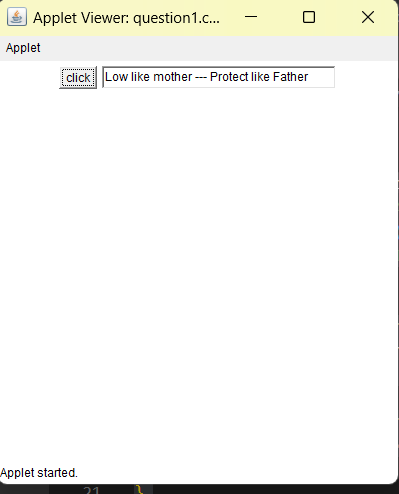 Applet Viewer: question1.c...
Applet
click
Low like mother --- Protect like Father
Applet started.
21 }